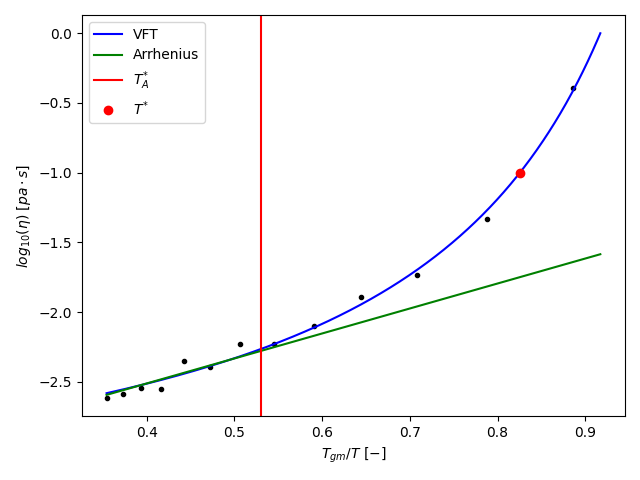 VFT
Arrhenius
$T_A^*$
$T^*$
0.0
−0.5
−1.0
−1.5
−2.0
−2.5
$log_{10}(\eta)\ [pa \cdot s]$
0.4 0.5 0.6 0.7 0.8 0.9
$T_{gm}/T\ [-]$